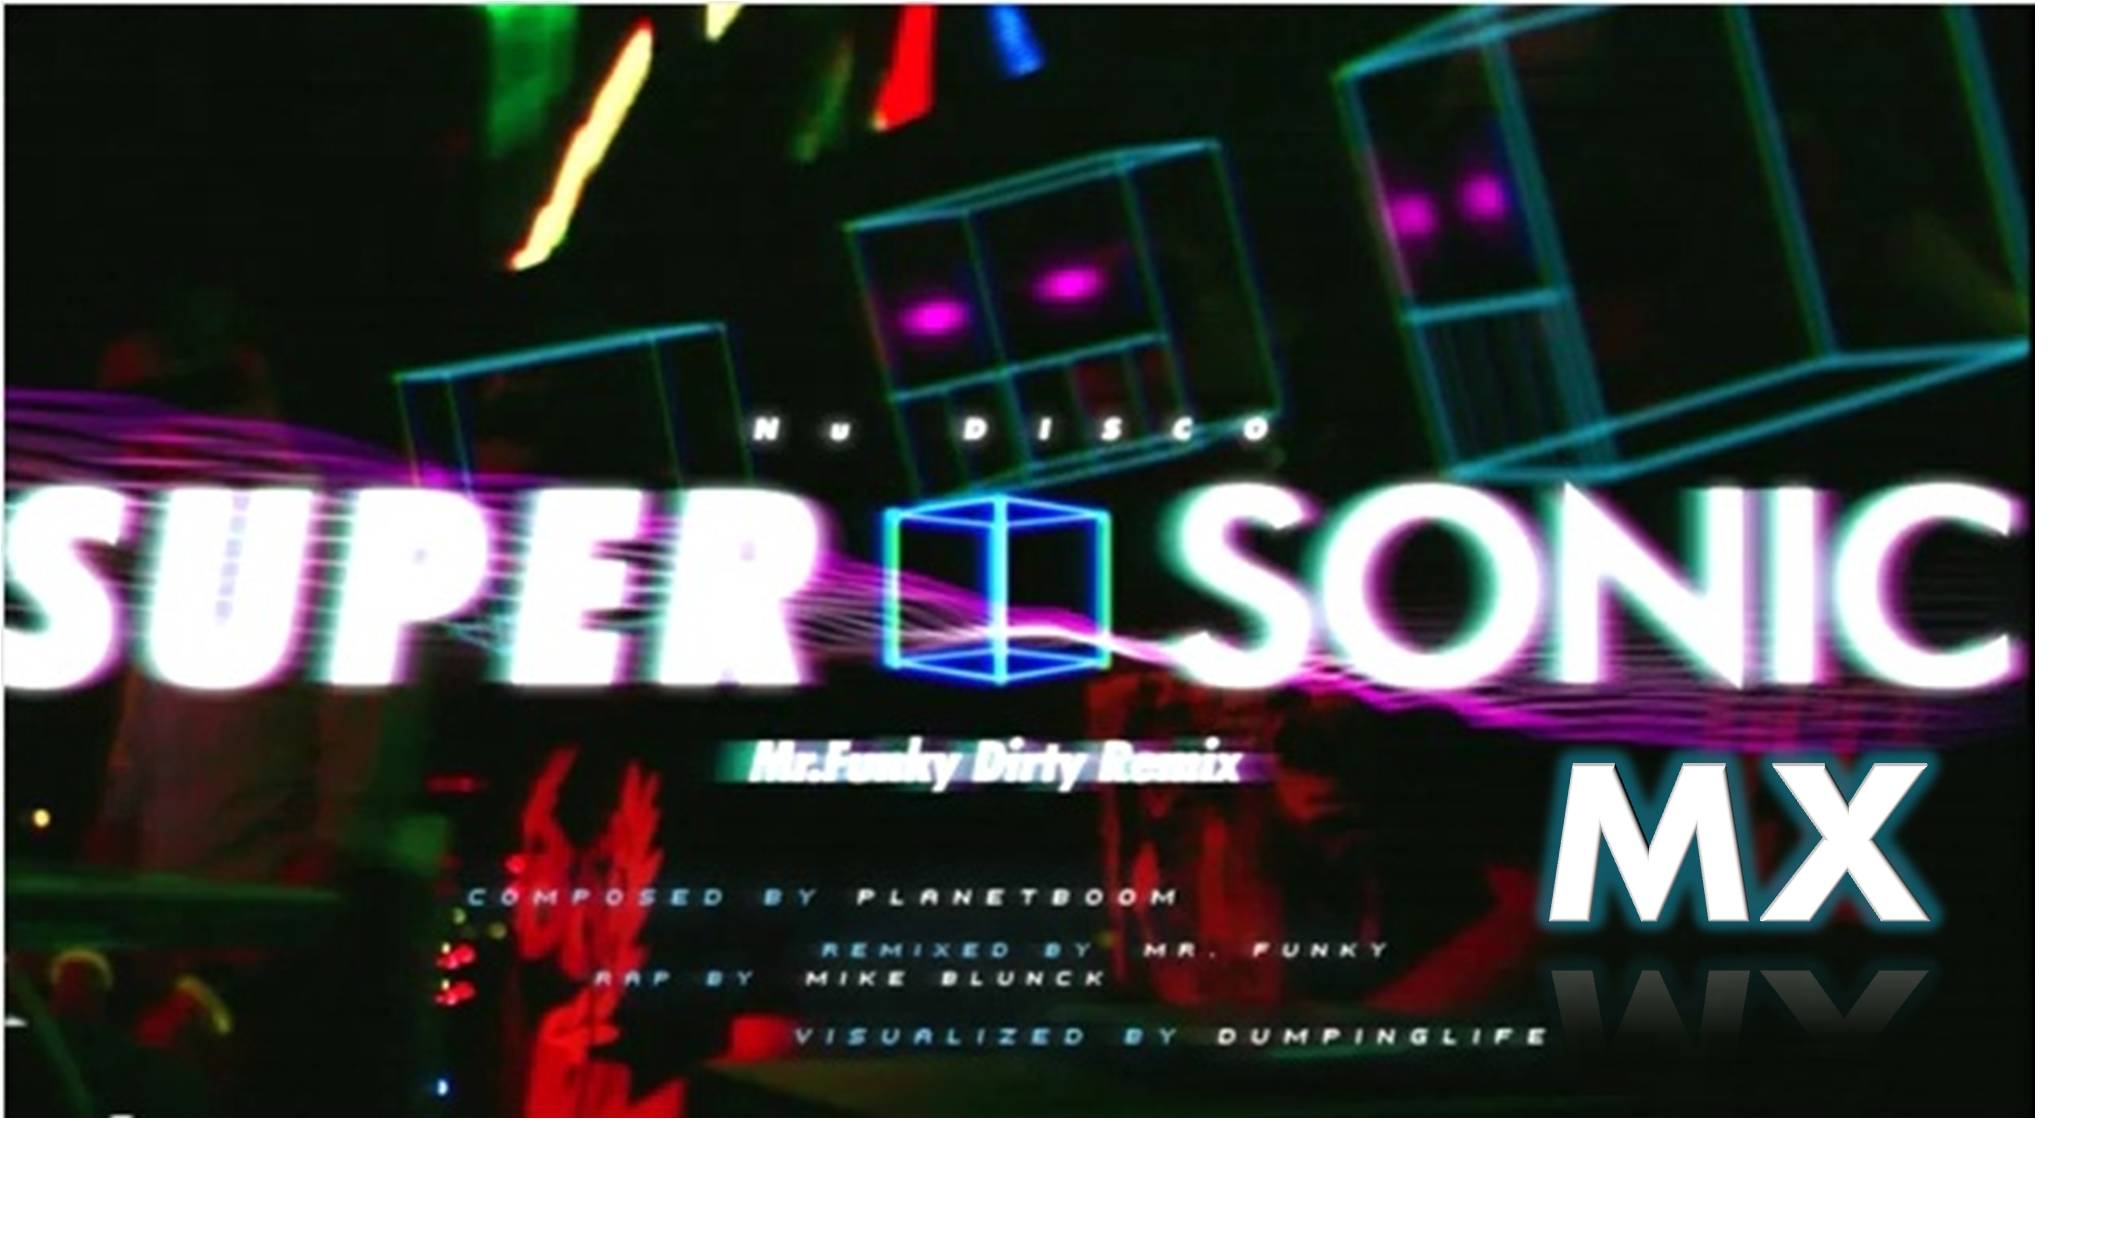 Nu DISCO
SUPER SONIC
Mr.Funky Dirty Remix
MX
COMPOSED BY PLANETBOOM
REMIXED BY MR. FUNKY
RAP BY MIKE BLUNCK
VISUALIZED BY DUMPINGLIFE